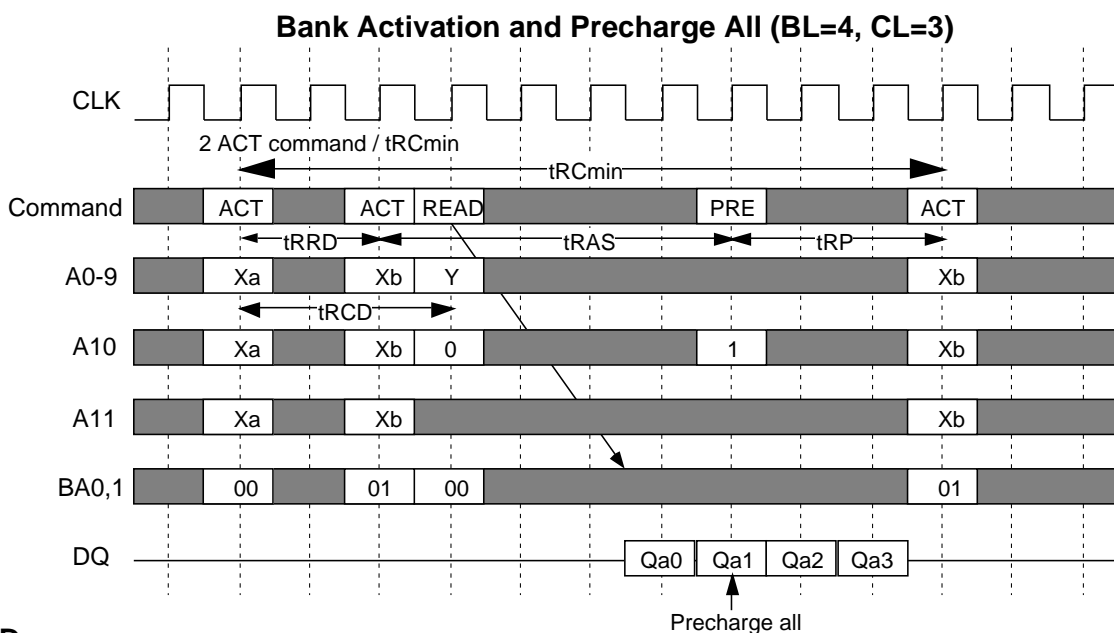 Bank Activation and Precharge All (BL=4, CL=3)
CLK
2 ACT command / tRCmin
tRCmin
Command ACT ACT READ PRE ACT
tRRD tRAS tRP
A0-9 Xa Xb Y Xb
tRCD
A10 Xa Xb 0 1 Xb
A11 Xa Xb Xb
BA0,1 00 01 00 01
DQ Qa0 Qa1 Qa2 Qa3
Precharge all